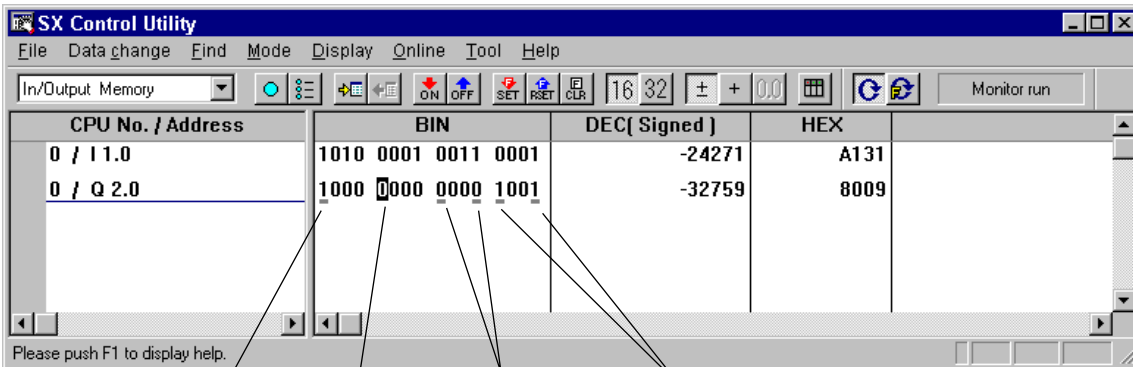 SX Control Utility
File Data change Find Mode Display Online Tool Help
In/Output Memory ON OFF F SET F RSET F CLR 16 32 ± + 0.0 F Monitor run
CPU No. / Address BIN DEC( Signed ) HEX
0 / I 1.0 1010 0001 0011 0001 -24271 A131
0 / Q 2.0 1000 0000 0000 1001 -32759 8009
Please push F1 to display help.